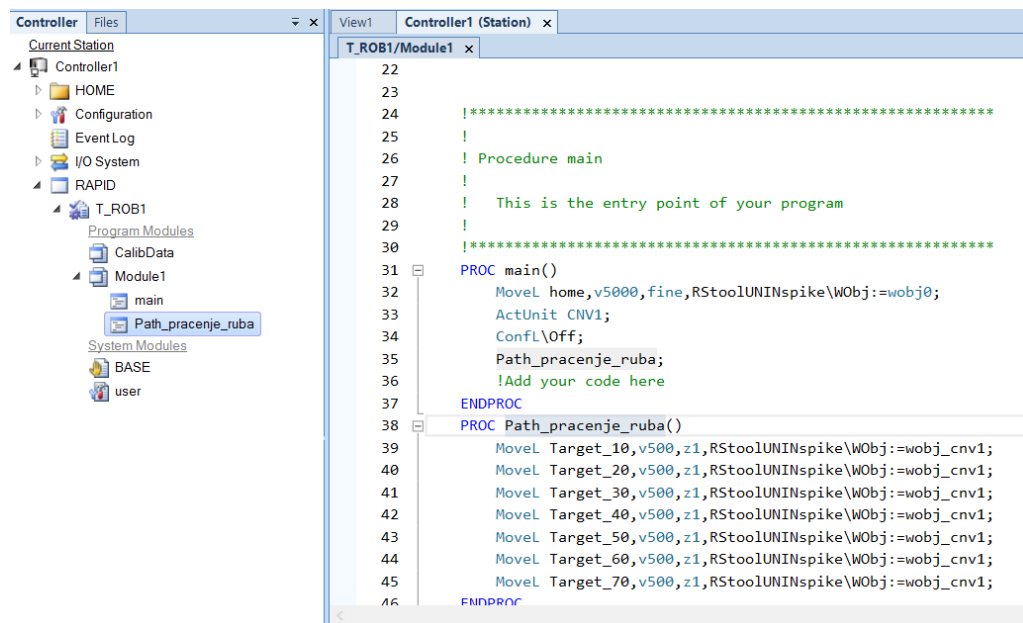 Controller Files
Current Station
Controller1
HOME
Configuration
Event Log
I/O System
RAPID
T_ROB1
Program Modules
CalibData
Module1
main
Path_pracenje_ruba
System Modules
BASE
user
View1 Controller1 (Station)
T_ROB1/Module1
22
23
24 !***********************************************************
25 !
26 ! Procedure main
27 !
28 !   This is the entry point of your program
29 !
30 !***********************************************************
31 PROC main()
32     MoveL home,v5000,fine,RStoolUNINspike\WObj:=wobj0;
33     ActUnit CNV1;
34     ConfL\Off;
35     Path_pracenje_ruba;
36     !Add your code here
37 ENDPROC
38 PROC Path_pracenje_ruba()
39     MoveL Target_10,v500,z1,RStoolUNINspike\WObj:=wobj_cnv1;
40     MoveL Target_20,v500,z1,RStoolUNINspike\WObj:=wobj_cnv1;
41     MoveL Target_30,v500,z1,RStoolUNINspike\WObj:=wobj_cnv1;
42     MoveL Target_40,v500,z1,RStoolUNINspike\WObj:=wobj_cnv1;
43     MoveL Target_50,v500,z1,RStoolUNINspike\WObj:=wobj_cnv1;
44     MoveL Target_60,v500,z1,RStoolUNINspike\WObj:=wobj_cnv1;
45     MoveL Target_70,v500,z1,RStoolUNINspike\WObj:=wobj_cnv1;
46 ENDPROC